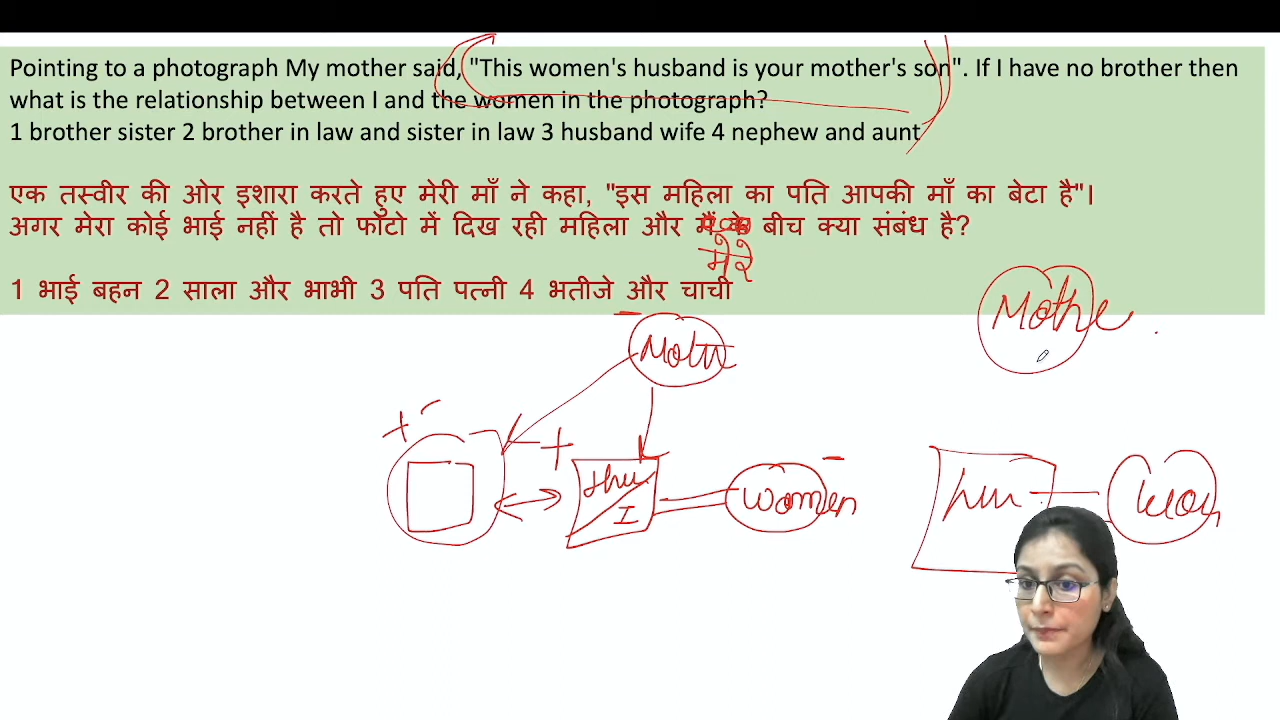 Pointing to a photograph My mother said, "This women's husband is your mother's son". If I have no brother then
what is the relationship between I and the women in the photograph?
1 brother sister 2 brother in law and sister in law 3 husband wife 4 nephew and aunt
एक तस्वीर की ओर इशारा करते हुए मेरी माँ ने कहा, "इस महिला का पति आपकी माँ का बेटा है"।
अगर मेरा कोई भाई नहीं है तो फोटो में दिख रही महिला और मैं के बीच क्या संबंध है?
मेरे
1 भाई बहन 2 साला और भाभी 3 पति पत्नी 4 भतीजे और चाची
Mothe
I
women